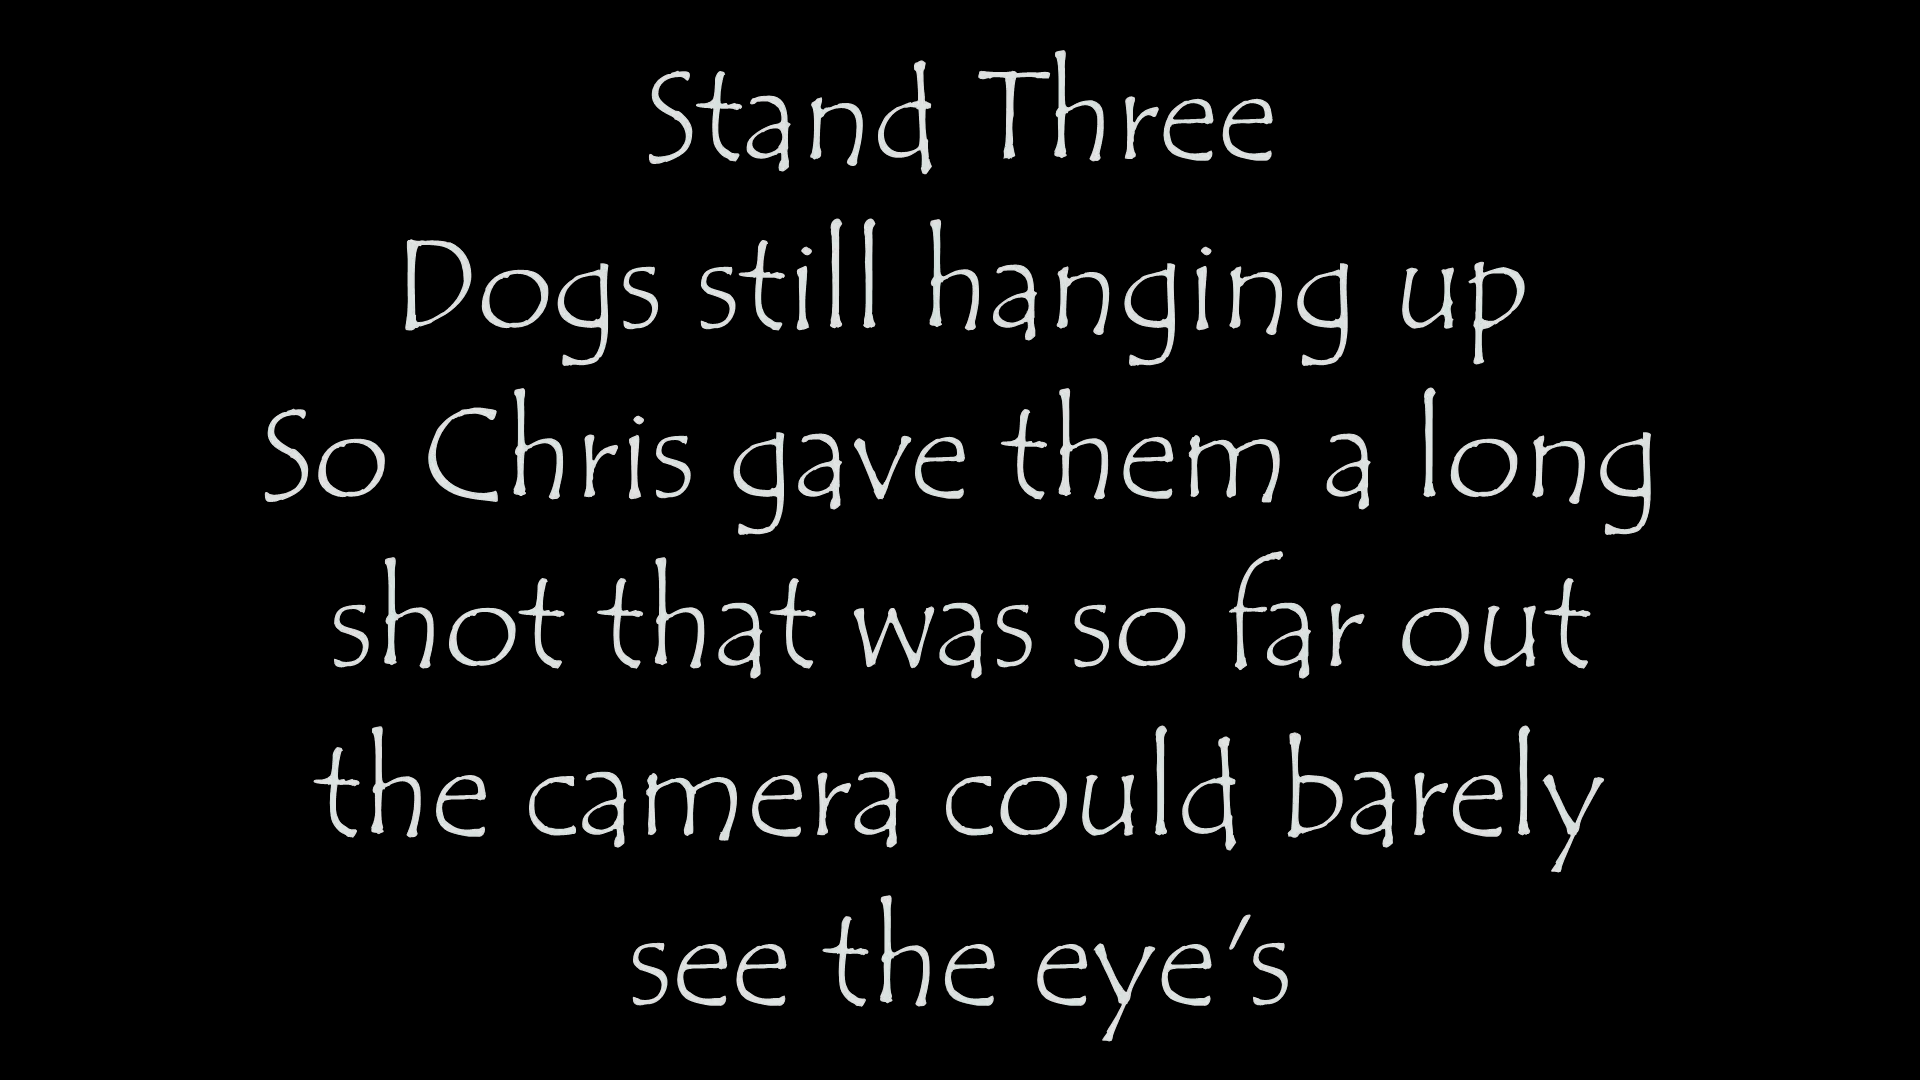 Stand Three
Dogs still hanging up
So Chris gave them a long
shot that was so far out
the camera could barely
see the eye's